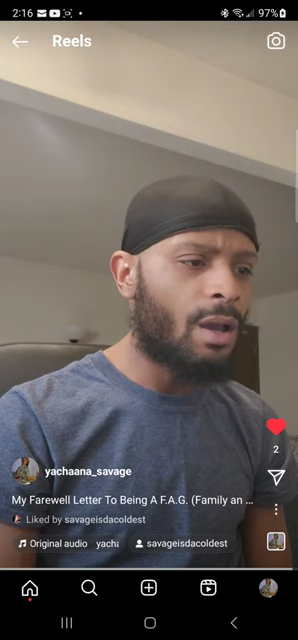 2:16
97%
Reels
2
yachaana_savage
My Farewell Letter To Being A F.A.G. (Family an ...
Liked by savageisdacoldest
Original audio yacha
savageisdacoldest